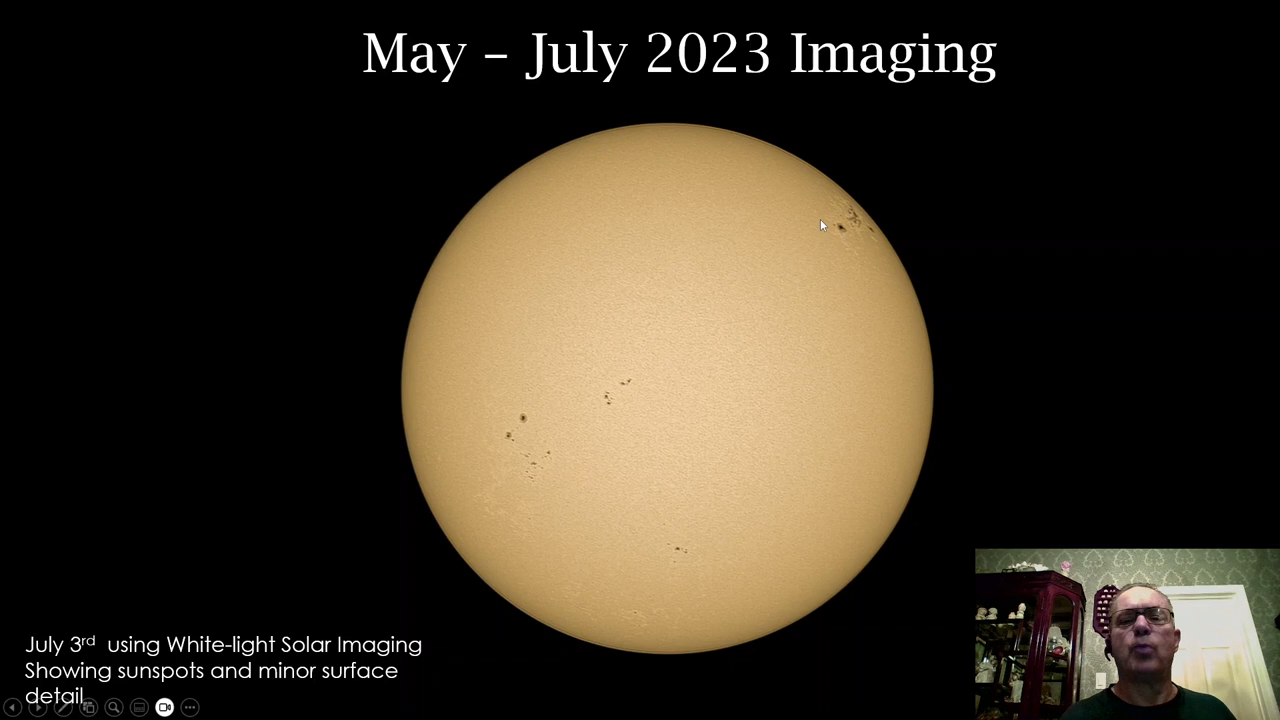 May – July 2023 Imaging
July 3rd using White-light Solar Imaging
Showing sunspots and minor surface
detail